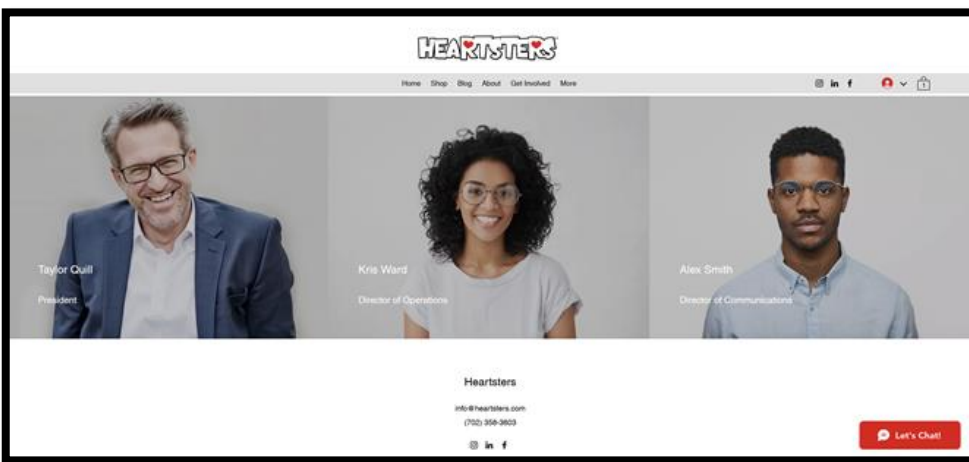 HEARTSTERS
Home Shop Blog About Get Involved More
1
Taylor Quill
Kris Ward
Alex Smith
President
Director of Operations
Director of Communications
Heartsters
info@heartsters.com
(702) 358-3603
Let's Chat!